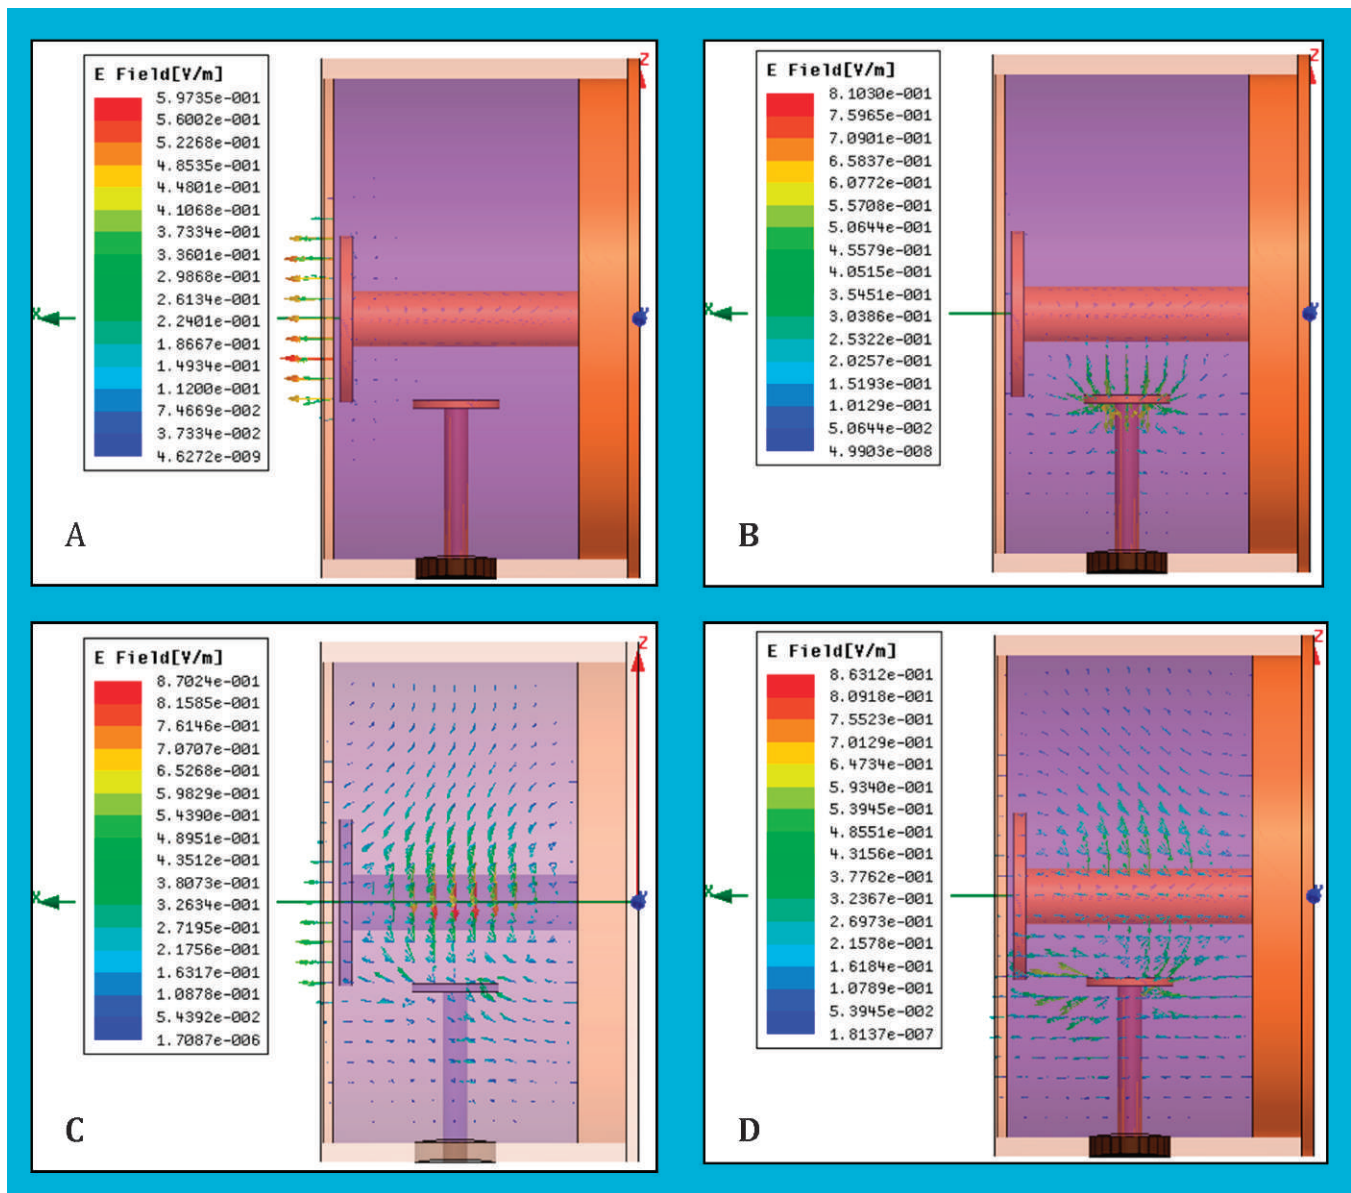 E Field[V/m]
5.9735e-001
5.6002e-001
5.2268e-001
4.8535e-001
4.4801e-001
4.1068e-001
3.7334e-001
3.3601e-001
2.9868e-001
2.6134e-001
2.2401e-001
1.8667e-001
1.4934e-001
1.1200e-001
7.4669e-002
3.7334e-002
4.6272e-009
Z
X
A
E Field[V/m]
8.1030e-001
7.5965e-001
7.0901e-001
6.5837e-001
6.0772e-001
5.5708e-001
5.0644e-001
4.5579e-001
4.0515e-001
3.5451e-001
3.0386e-001
2.5322e-001
2.0257e-001
1.5193e-001
1.0129e-001
5.0644e-002
4.9903e-008
Z
X
B
E Field[V/m]
8.7024e-001
8.1585e-001
7.6146e-001
7.0707e-001
6.5268e-001
5.9829e-001
5.4390e-001
4.8951e-001
4.3512e-001
3.8073e-001
3.2634e-001
2.7195e-001
2.1756e-001
1.6317e-001
1.0878e-001
5.4392e-002
1.7087e-006
Z
X
C
E Field[V/m]
8.6312e-001
8.0918e-001
7.5523e-001
7.0129e-001
6.4734e-001
5.9340e-001
5.3945e-001
4.8551e-001
4.3156e-001
3.7762e-001
3.2367e-001
2.6973e-001
2.1578e-001
1.6184e-001
1.0789e-001
5.3945e-002
1.8137e-007
Z
X
D